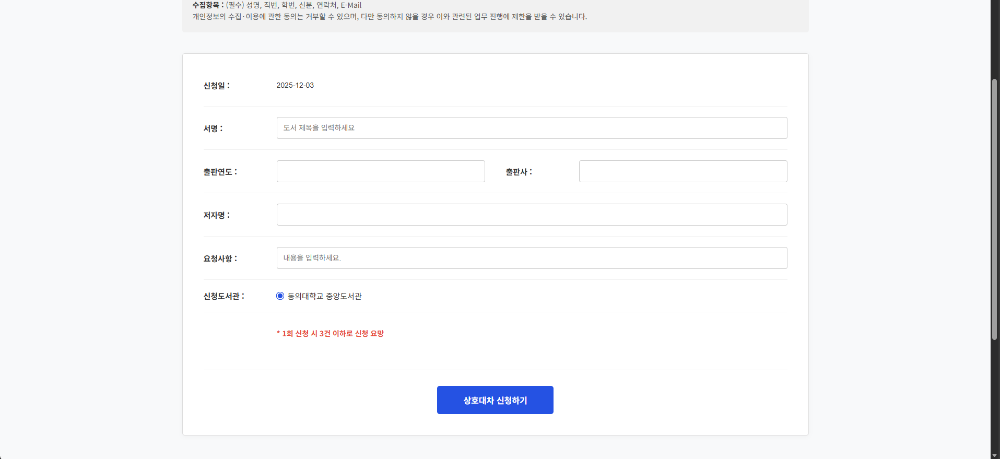 수집항목 : (필수) 성명, 직번, 학번, 신분, 연락처, E-Mail
개인정보의 수집·이용에 관한 동의는 거부할 수 있으며, 다만 동의하지 않을 경우 이와 관련된 업무 진행에 제한을 받을 수 있습니다.
신청일 : 2025-12-03
서명 : 도서 제목을 입력하세요
출판연도 : 출판사 :
저자명 :
요청사항 : 내용을 입력하세요.
신청도서관 : 동의대학교 중앙도서관
* 1회 신청 시 3건 이하로 신청 요망
상호대차 신청하기